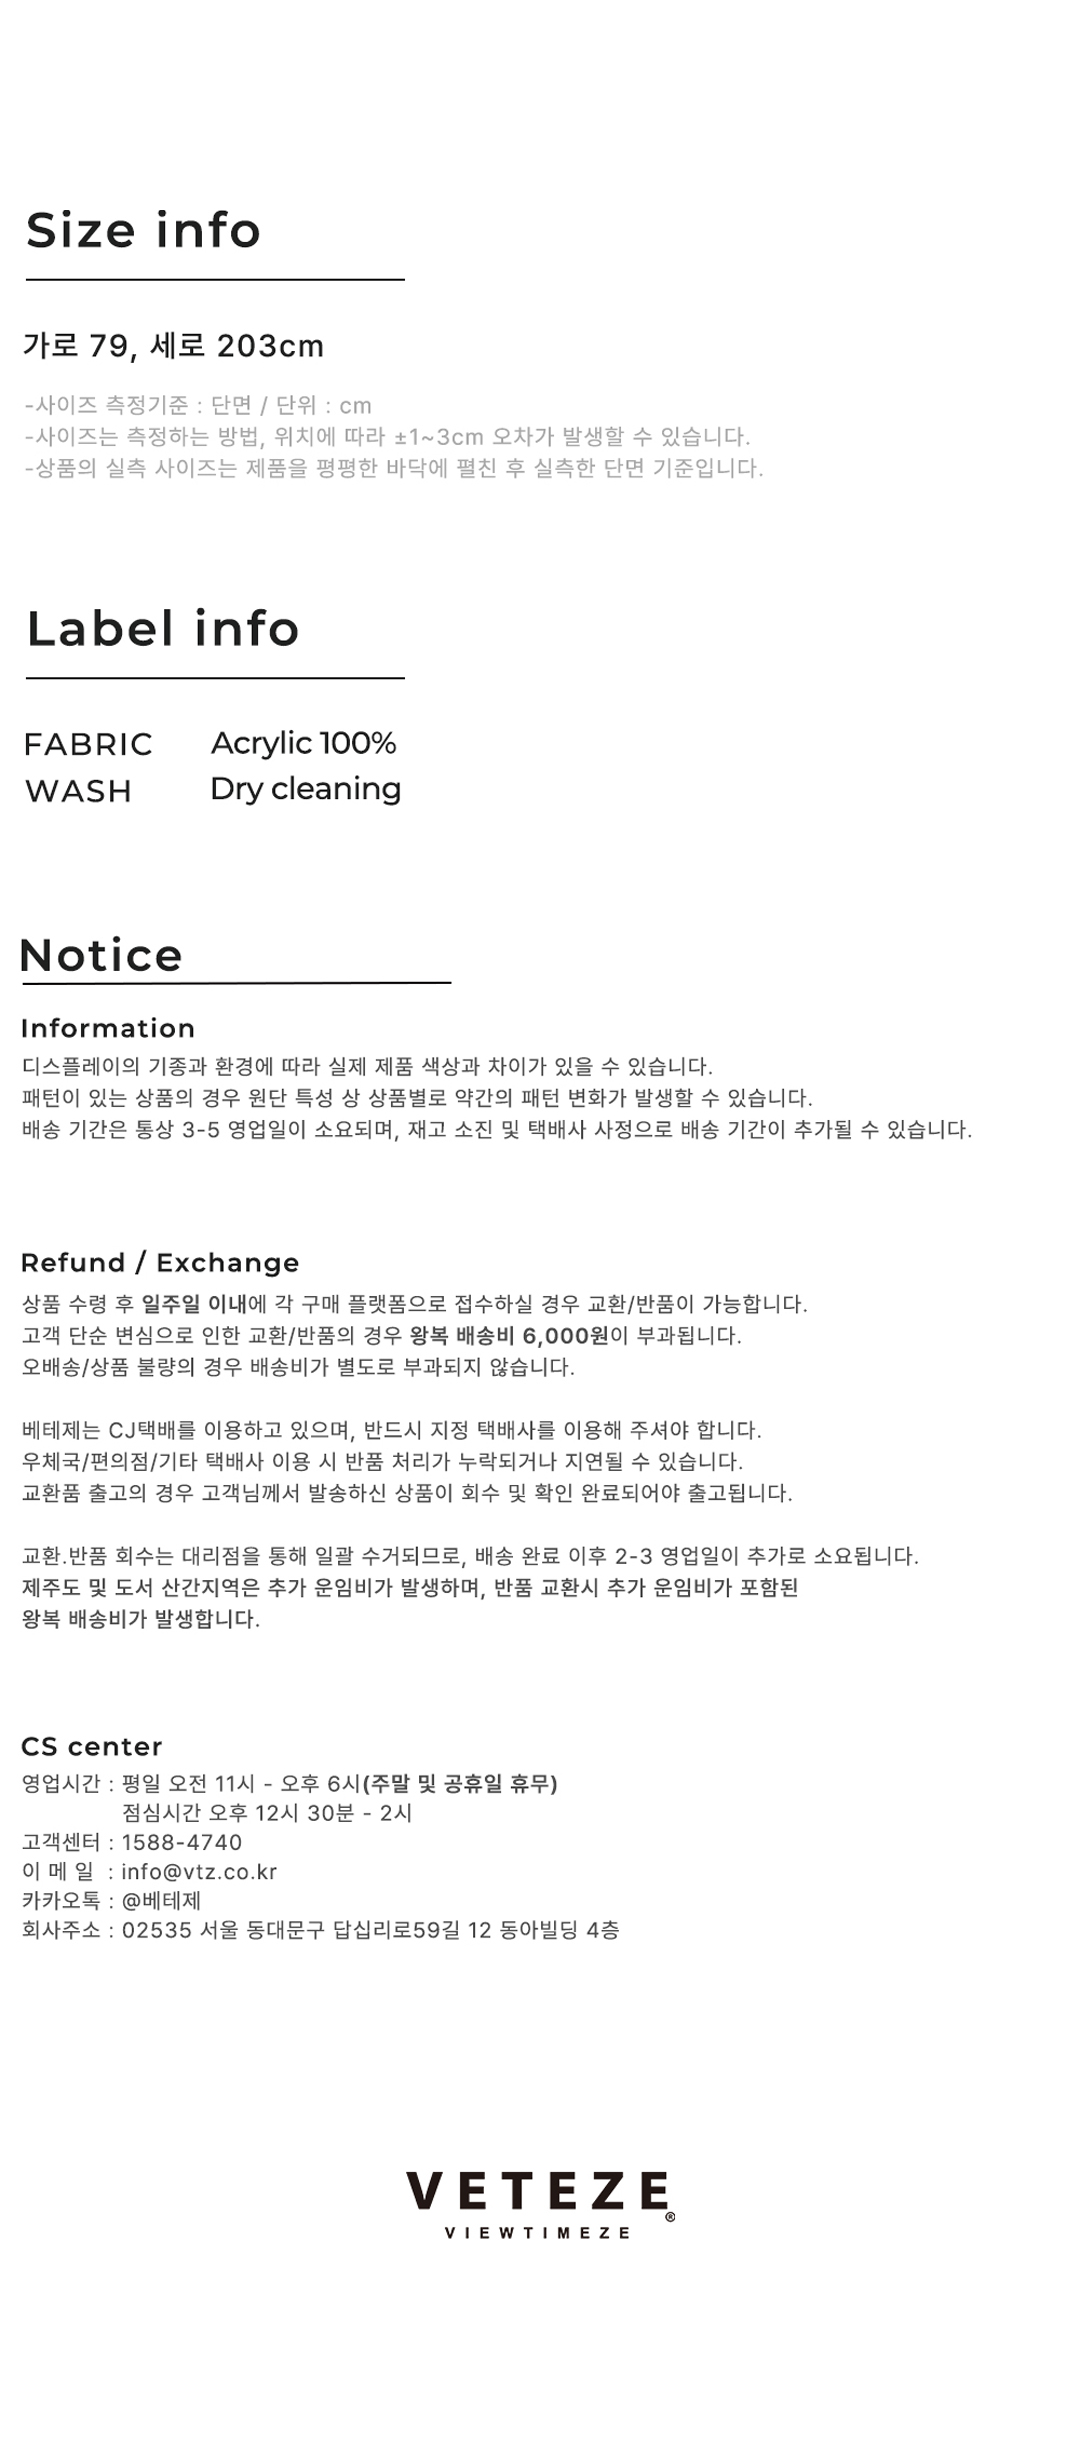 Size info
가로 79, 세로 203cm
-사이즈 측정기준 : 단면 / 단위 : cm
-사이즈는 측정하는 방법, 위치에 따라 ±1~3cm 오차가 발생할 수 있습니다.
-상품의 실측 사이즈는 제품을 평평한 바닥에 펼친 후 실측한 단면 기준입니다.
Label info
FABRIC Acrylic 100%
WASH Dry cleaning
Notice
Information
디스플레이의 기종과 환경에 따라 실제 제품 색상과 차이가 있을 수 있습니다.
패턴이 있는 상품의 경우 원단 특성 상 상품별로 약간의 패턴 변화가 발생할 수 있습니다.
배송 기간은 통상 3-5 영업일이 소요되며, 재고 소진 및 택배사 사정으로 배송 기간이 추가될 수 있습니다.
Refund / Exchange
상품 수령 후 일주일 이내에 각 구매 플랫폼으로 접수하실 경우 교환/반품이 가능합니다.
고객 단순 변심으로 인한 교환/반품의 경우 왕복 배송비 6,000원이 부과됩니다.
오배송/상품 불량의 경우 배송비가 별도로 부과되지 않습니다.
베테제는 CJ택배를 이용하고 있으며, 반드시 지정 택배사를 이용해 주셔야 합니다.
우체국/편의점/기타 택배사 이용 시 반품 처리가 누락되거나 지연될 수 있습니다.
교환품 출고의 경우 고객님께서 발송하신 상품이 회수 및 확인 완료되어야 출고됩니다.
교환.반품 회수는 대리점을 통해 일괄 수거되므로, 배송 완료 이후 2-3 영업일이 추가로 소요됩니다.
제주도 및 도서 산간지역은 추가 운임비가 발생하며, 반품 교환시 추가 운임비가 포함된
왕복 배송비가 발생합니다.
CS center
영업시간 : 평일 오전 11시 - 오후 6시(주말 및 공휴일 휴무)
점심시간 오후 12시 30분 - 2시
고객센터 : 1588-4740
이 메 일 : info@vtz.co.kr
카카오톡 : @베테제
회사주소 : 02535 서울 동대문구 답십리로59길 12 동아빌딩 4층
VETEZE®
VIEWTIMEZE